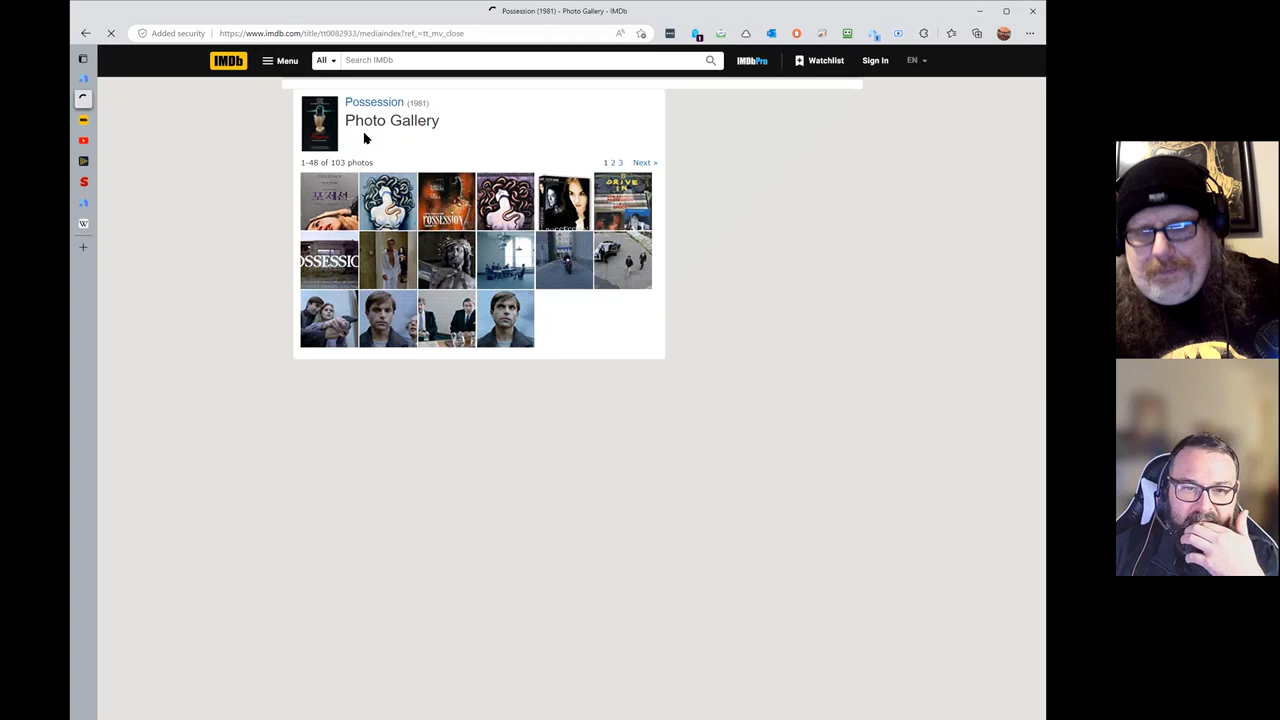 Possession (1981) - Photo Gallery - IMDb
Added security https://www.imdb.com/title/tt0082933/mediaindex?ref_=tt_mv_close
IMDb Menu All Search IMDb IMDbPro Watchlist Sign In EN
Possession (1981)
Photo Gallery
1-48 of 103 photos 1 2 3 Next »
포제션
POSSESSION
DRIVE IN
OSSESSIO